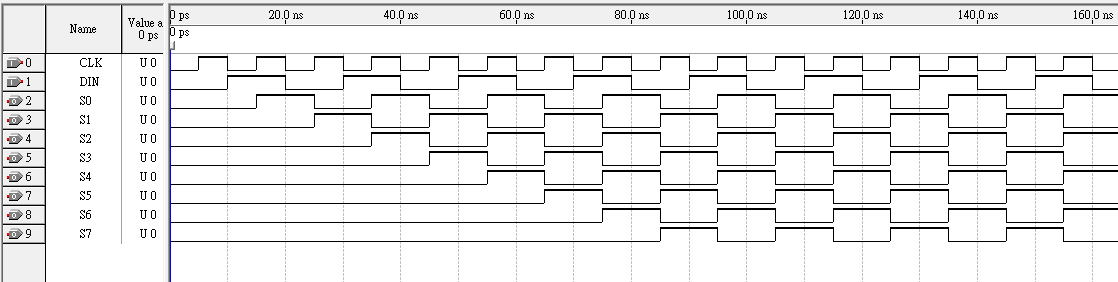 Name
Value a
0 ps
0 ps 20.0 ns 40.0 ns 60.0 ns 80.0 ns 100.0 ns 120.0 ns 140.0 ns 160.0 ns
0 ps
0 CLK U 0
1 DIN U 0
2 S0 U 0
3 S1 U 0
4 S2 U 0
5 S3 U 0
6 S4 U 0
7 S5 U 0
8 S6 U 0
9 S7 U 0